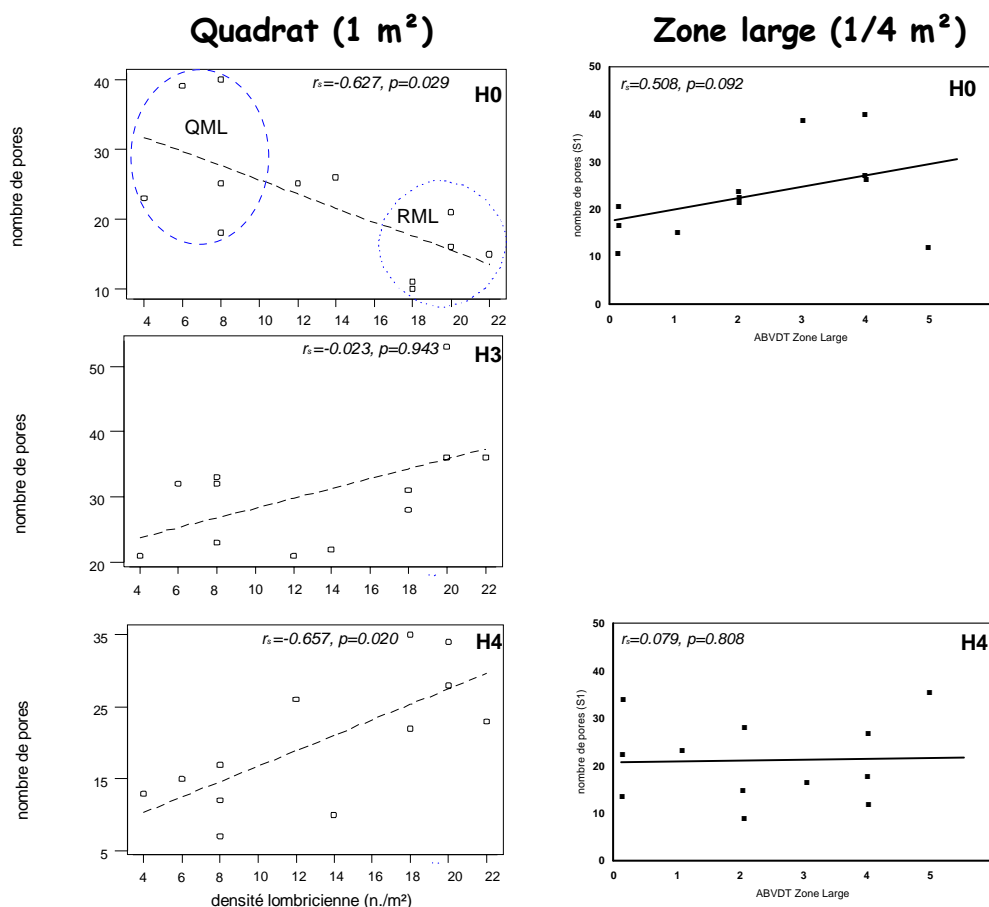 Quadrat (1 m²)
Zone large (1/4 m²)
nombre de pores
40
30
20
10
rs=-0.627, p=0.029
H0
QML
RML
4 6 8 10 12 14 16 18 20 22
nombre de pores (S1)
50
40
30
20
10
0
rs=0.508, p=0.092
H0
0 1 2 3 4 5
ABVDT Zone Large
nombre de pores
50
40
30
20
rs=-0.023, p=0.943
H3
4 6 8 10 12 14 16 18 20 22
nombre de pores
35
25
15
5
rs=-0.657, p=0.020
H4
4 6 8 10 12 14 16 18 20 22
densité lombricienne (n./m²)
nombre de pores (S1)
50
40
30
20
10
0
rs=0.079, p=0.808
H4
0 1 2 3 4 5
ABVDT Zone Large